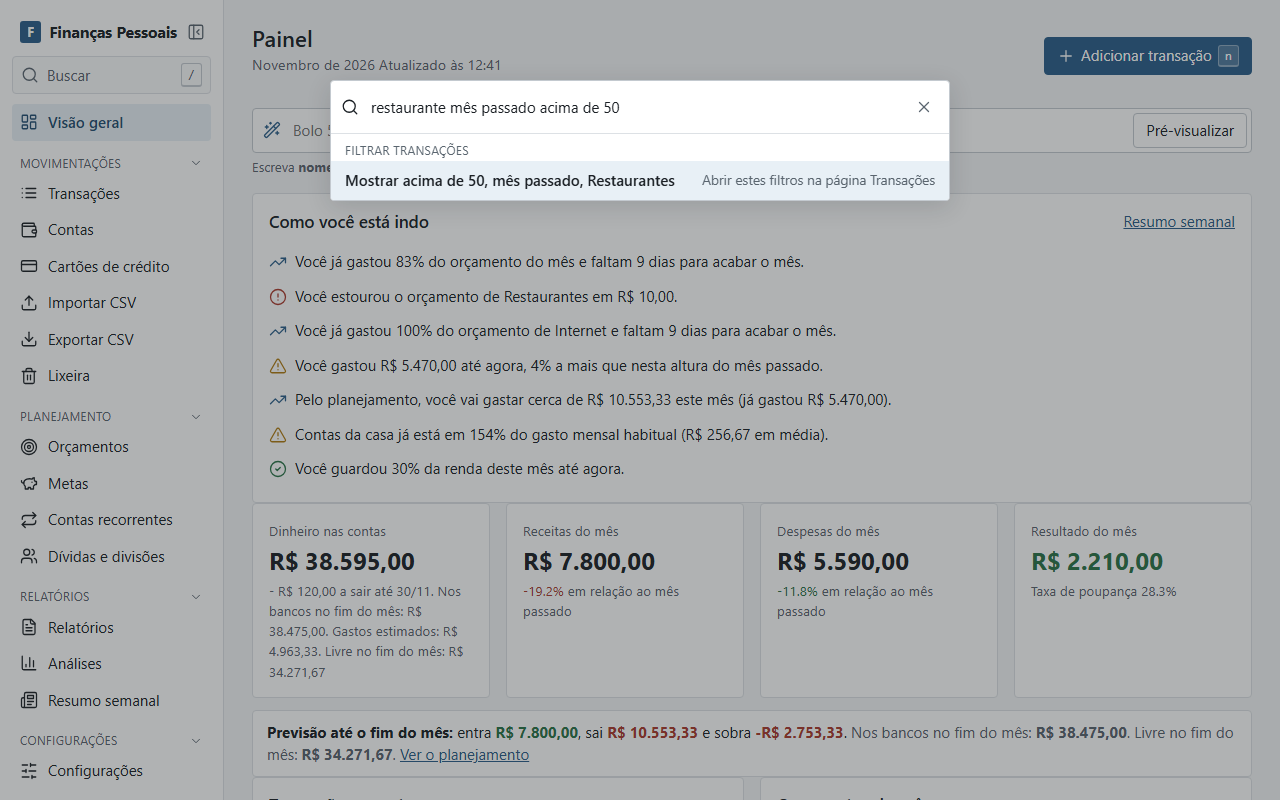 F Finanças Pessoais
Buscar /
Visão geral
MOVIMENTAÇÕES
Transações
Contas
Cartões de crédito
Importar CSV
Exportar CSV
Lixeira
PLANEJAMENTO
Orçamentos
Metas
Contas recorrentes
Dívidas e divisões
RELATÓRIOS
Relatórios
Análises
Resumo semanal
CONFIGURAÇÕES
Configurações
Painel
Novembro de 2026 Atualizado às 12:41
Adicionar transação n
restaurante mês passado acima de 50
FILTRAR TRANSAÇÕES
Mostrar acima de 50, mês passado, Restaurantes Abrir estes filtros na página Transações
Bolo
Pré-visualizar
Escreva
Como você está indo
Resumo semanal
Você já gastou 83% do orçamento do mês e faltam 9 dias para acabar o mês.
Você estourou o orçamento de Restaurantes em R$ 10,00.
Você já gastou 100% do orçamento de Internet e faltam 9 dias para acabar o mês.
Você gastou R$ 5.470,00 até agora, 4% a mais que nesta altura do mês passado.
Pelo planejamento, você vai gastar cerca de R$ 10.553,33 este mês (já gastou R$ 5.470,00).
Contas da casa já está em 154% do gasto mensal habitual (R$ 256,67 em média).
Você guardou 30% da renda deste mês até agora.
Dinheiro nas contas
R$ 38.595,00
- R$ 120,00 a sair até 30/11. Nos
bancos no fim do mês: R$
38.475,00. Gastos estimados: R$
4.963,33. Livre no fim do mês: R$
34.271,67
Receitas do mês
R$ 7.800,00
-19.2% em relação ao mês
passado
Despesas do mês
R$ 5.590,00
-11.8% em relação ao mês
passado
Resultado do mês
R$ 2.210,00
Taxa de poupança 28.3%
Previsão até o fim do mês: entra R$ 7.800,00, sai R$ 10.553,33 e sobra -R$ 2.753,33. Nos bancos no fim do mês: R$ 38.475,00. Livre no fim do
mês: R$ 34.271,67. Ver o planejamento